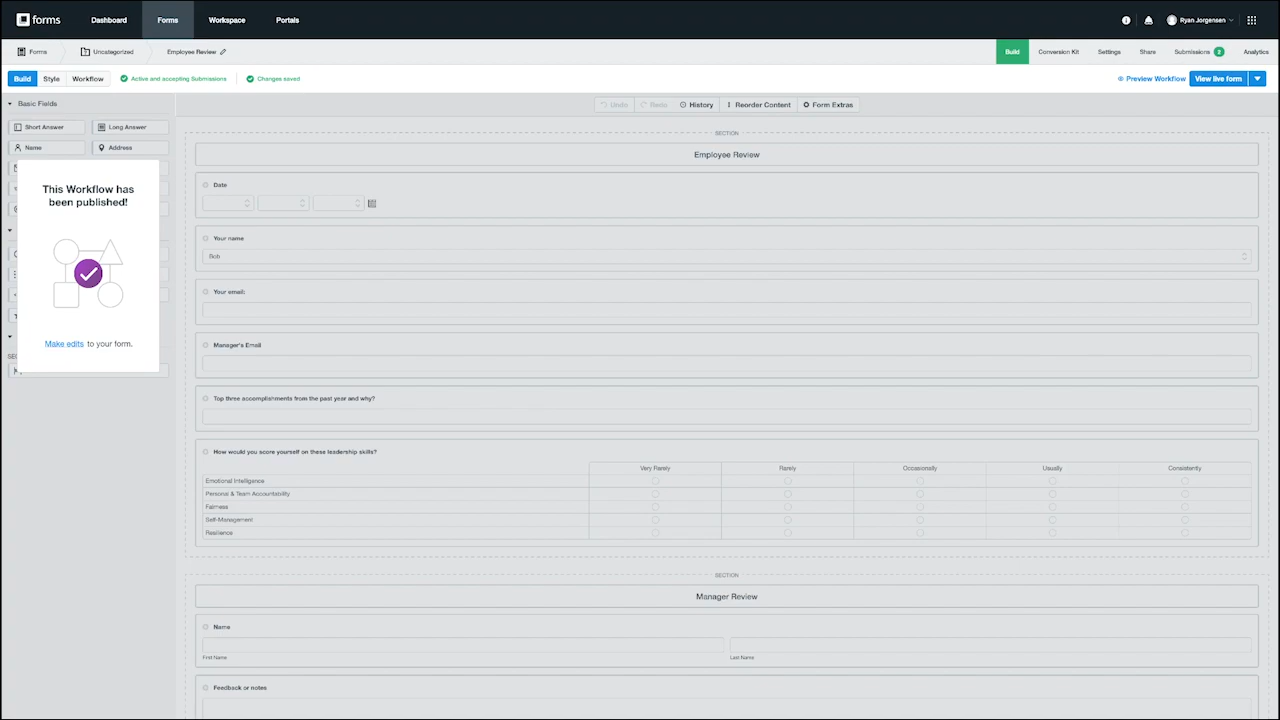 forms
Dashboard
Forms
Workspace
Portals
Ryan Jorgensen
Forms
Uncategorized
Employee Review
Build
Conversion Kit
Settings
Share
Submissions 2
Analytics
Build
Style
Workflow
Active and accepting Submissions
Changes saved
Preview Workflow
View live form
Basic Fields
Undo
Redo
History
Reorder Content
Form Extras
Short Answer
Long Answer
Name
Address
This Workflow has
been published!
Make edits to your form.
SECTION
Employee Review
Date
Your name
Bob
Your email:
Manager's Email
Top three accomplishments from the past year and why?
How would you score yourself on these leadership skills?
Very Rarely
Rarely
Occasionally
Usually
Consistently
Emotional Intelligence
Personal & Team Accountability
Fairness
Self-Management
Resilience
SECTION
Manager Review
Name
First Name
Last Name
Feedback or notes